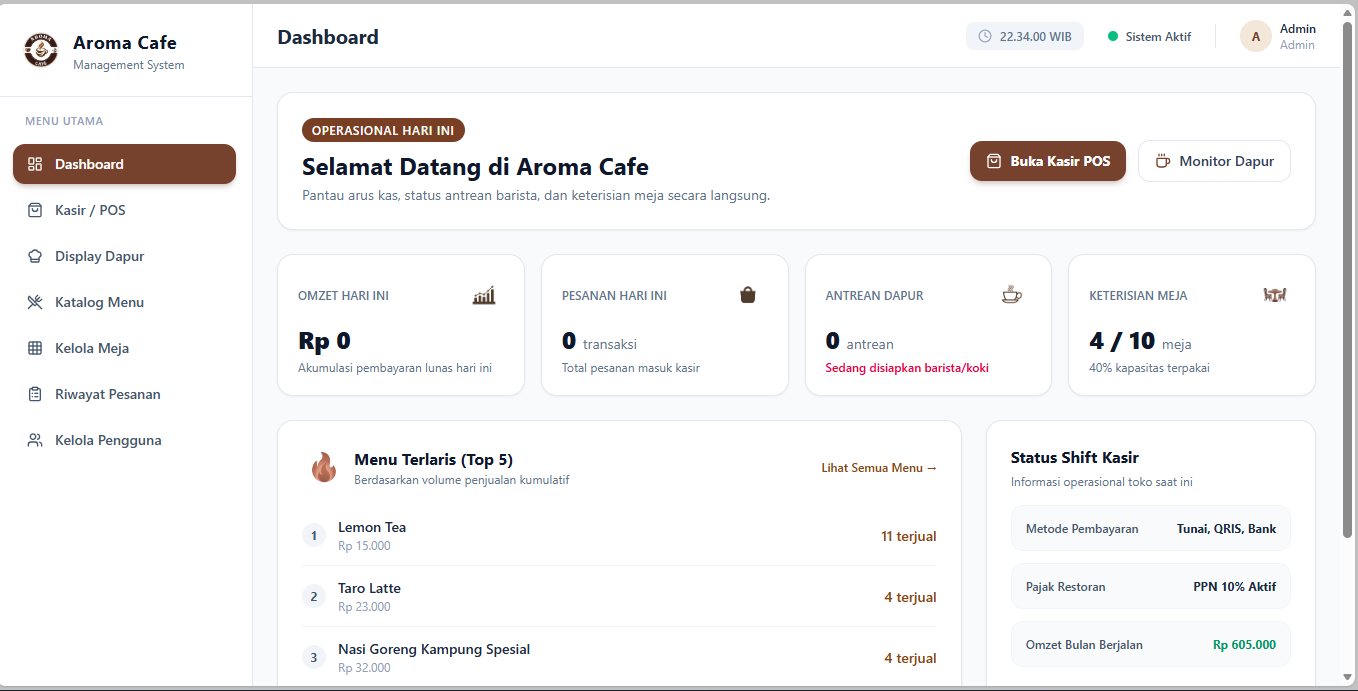 AROMA
CAFE
Aroma Cafe
Management System
MENU UTAMA
Dashboard
Kasir / POS
Display Dapur
Katalog Menu
Kelola Meja
Riwayat Pesanan
Kelola Pengguna
Dashboard
22.34.00 WIB
Sistem Aktif
A
Admin
Admin
OPERASIONAL HARI INI
Selamat Datang di Aroma Cafe
Pantau arus kas, status antrean barista, dan keterisian meja secara langsung.
Buka Kasir POS
Monitor Dapur
OMZET HARI INI
Rp 0
Akumulasi pembayaran lunas hari ini
PESANAN HARI INI
0 transaksi
Total pesanan masuk kasir
ANTREAN DAPUR
0 antrean
Sedang disiapkan barista/koki
KETERISIAN MEJA
4 / 10 meja
40% kapasitas terpakai
Menu Terlaris (Top 5)
Berdasarkan volume penjualan kumulatif
Lihat Semua Menu →
1
Lemon Tea
Rp 15.000
11 terjual
2
Taro Latte
Rp 23.000
4 terjual
3
Nasi Goreng Kampung Spesial
Rp 32.000
4 terjual
Status Shift Kasir
Informasi operasional toko saat ini
Metode Pembayaran Tunai, QRIS, Bank
Pajak Restoran PPN 10% Aktif
Omzet Bulan Berjalan Rp 605.000